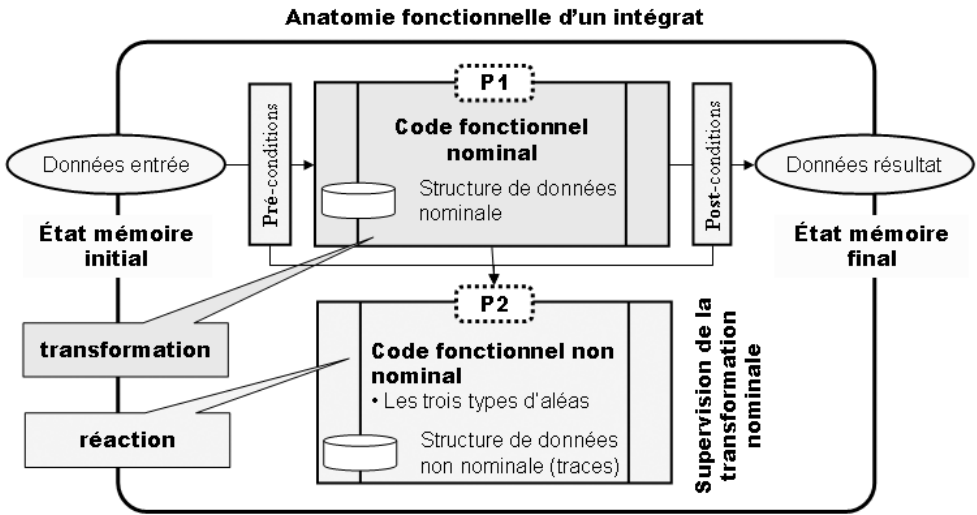 Anatomie fonctionnelle d'un intégrat
P1
Code fonctionnel
nominal
Structure de données
nominale
Données entrée
Pré-conditions
Post-conditions
Données résultat
État mémoire
initial
État mémoire
final
transformation
P2
Code fonctionnel non
nominal
• Les trois types d'aléas
Structure de données
non nominale (traces)
réaction
Supervision de la
transformation
nominale